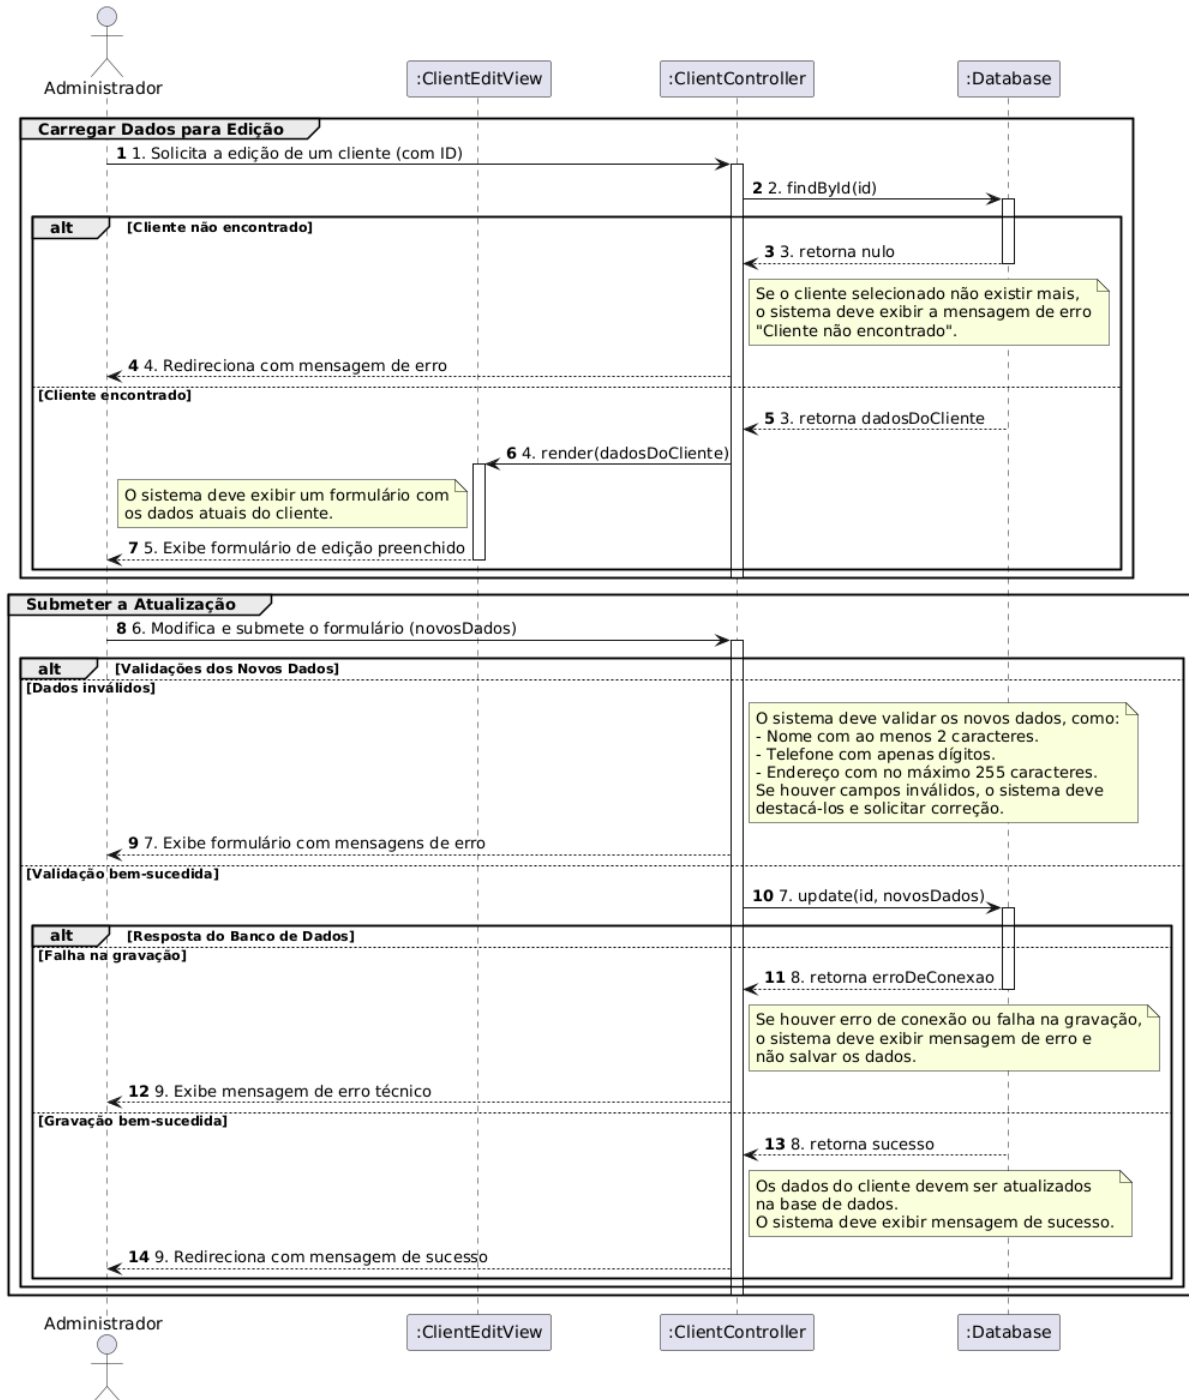 Administrador
:ClientEditView
:ClientController
:Database
Carregar Dados para Edição
1 1. Solicita a edição de um cliente (com ID)
2 2. findById(id)
alt [Cliente não encontrado]
3 3. retorna nulo
Se o cliente selecionado não existir mais,
o sistema deve exibir a mensagem de erro
"Cliente não encontrado".
4 4. Redireciona com mensagem de erro
[Cliente encontrado]
5 3. retorna dadosDoCliente
6 4. render(dadosDoCliente)
O sistema deve exibir um formulário com
os dados atuais do cliente.
7 5. Exibe formulário de edição preenchido
Submeter a Atualização
8 6. Modifica e submete o formulário (novosDados)
alt [Validações dos Novos Dados]
[Dados inválidos]
O sistema deve validar os novos dados, como:
- Nome com ao menos 2 caracteres.
- Telefone com apenas dígitos.
- Endereço com no máximo 255 caracteres.
Se houver campos inválidos, o sistema deve
destacá-los e solicitar correção.
9 7. Exibe formulário com mensagens de erro
[Validação bem-sucedida]
10 7. update(id, novosDados)
alt [Resposta do Banco de Dados]
[Falha na gravação]
11 8. retorna erroDeConexao
Se houver erro de conexão ou falha na gravação,
o sistema deve exibir mensagem de erro e
não salvar os dados.
12 9. Exibe mensagem de erro técnico
[Gravação bem-sucedida]
13 8. retorna sucesso
Os dados do cliente devem ser atualizados
na base de dados.
O sistema deve exibir mensagem de sucesso.
14 9. Redireciona com mensagem de sucesso
Administrador
:ClientEditView
:ClientController
:Database